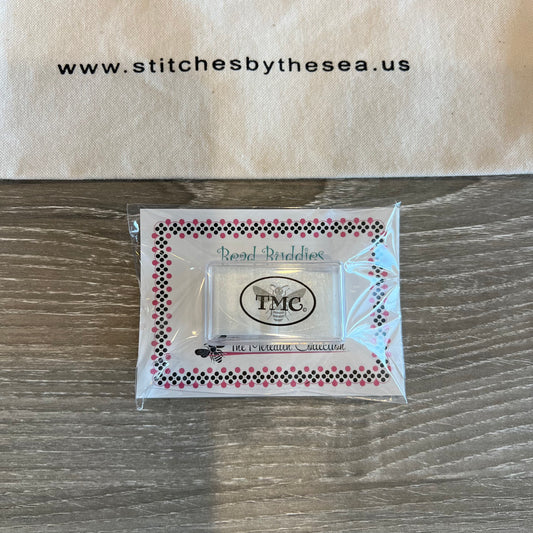 www.stitchesbythesea.us
Bead Buddies
TMC©
The Meredith Collection